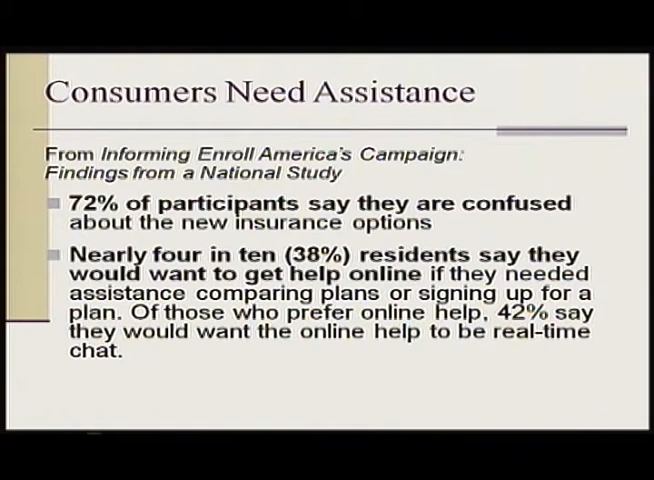 Consumers Need Assistance
From Informing Enroll America's Campaign:
Findings from a National Study
72% of participants say they are confused
about the new insurance options
Nearly four in ten (38%) residents say they
would want to get help online if they needed
assistance comparing plans or signing up for a
plan. Of those who prefer online help, 42% say
they would want the online help to be real-time
chat.